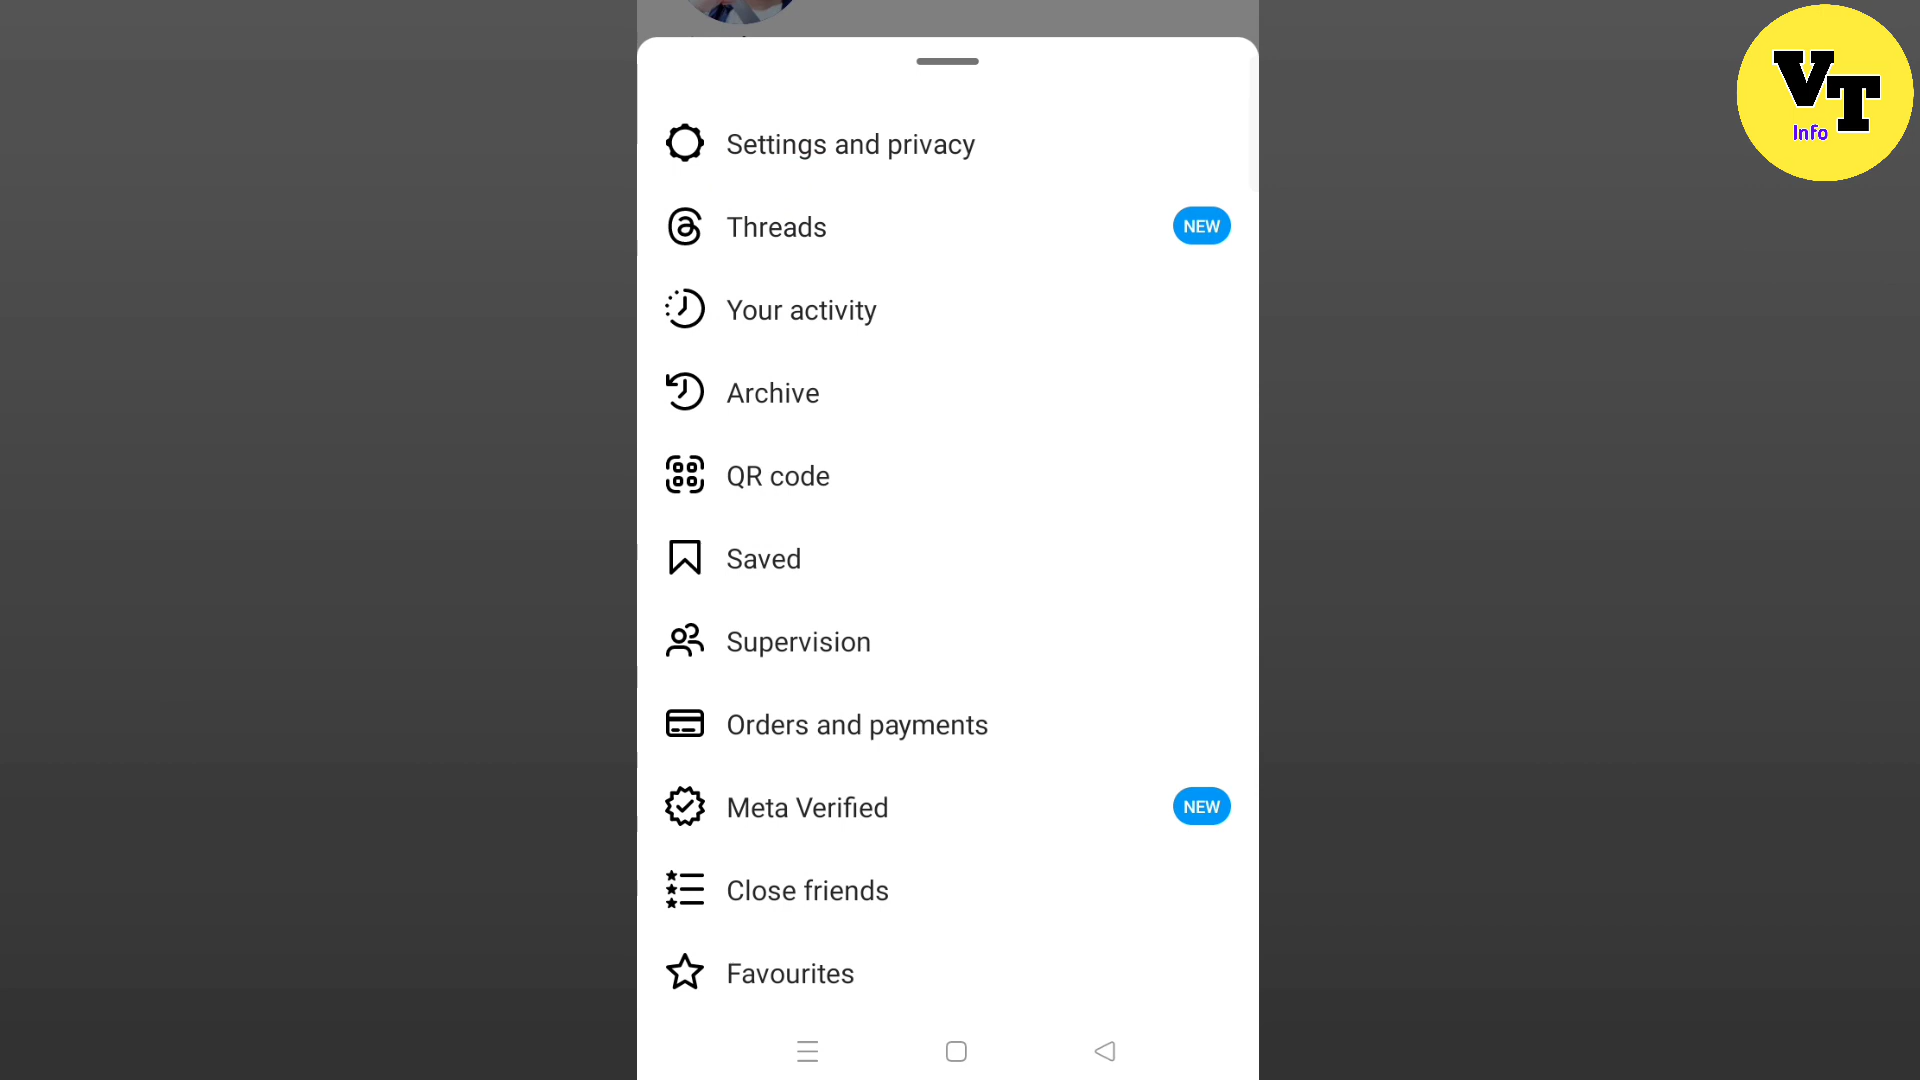 VT
Info
Settings and privacy
Threads NEW
Your activity
Archive
QR code
Saved
Supervision
Orders and payments
Meta Verified NEW
Close friends
Favourites